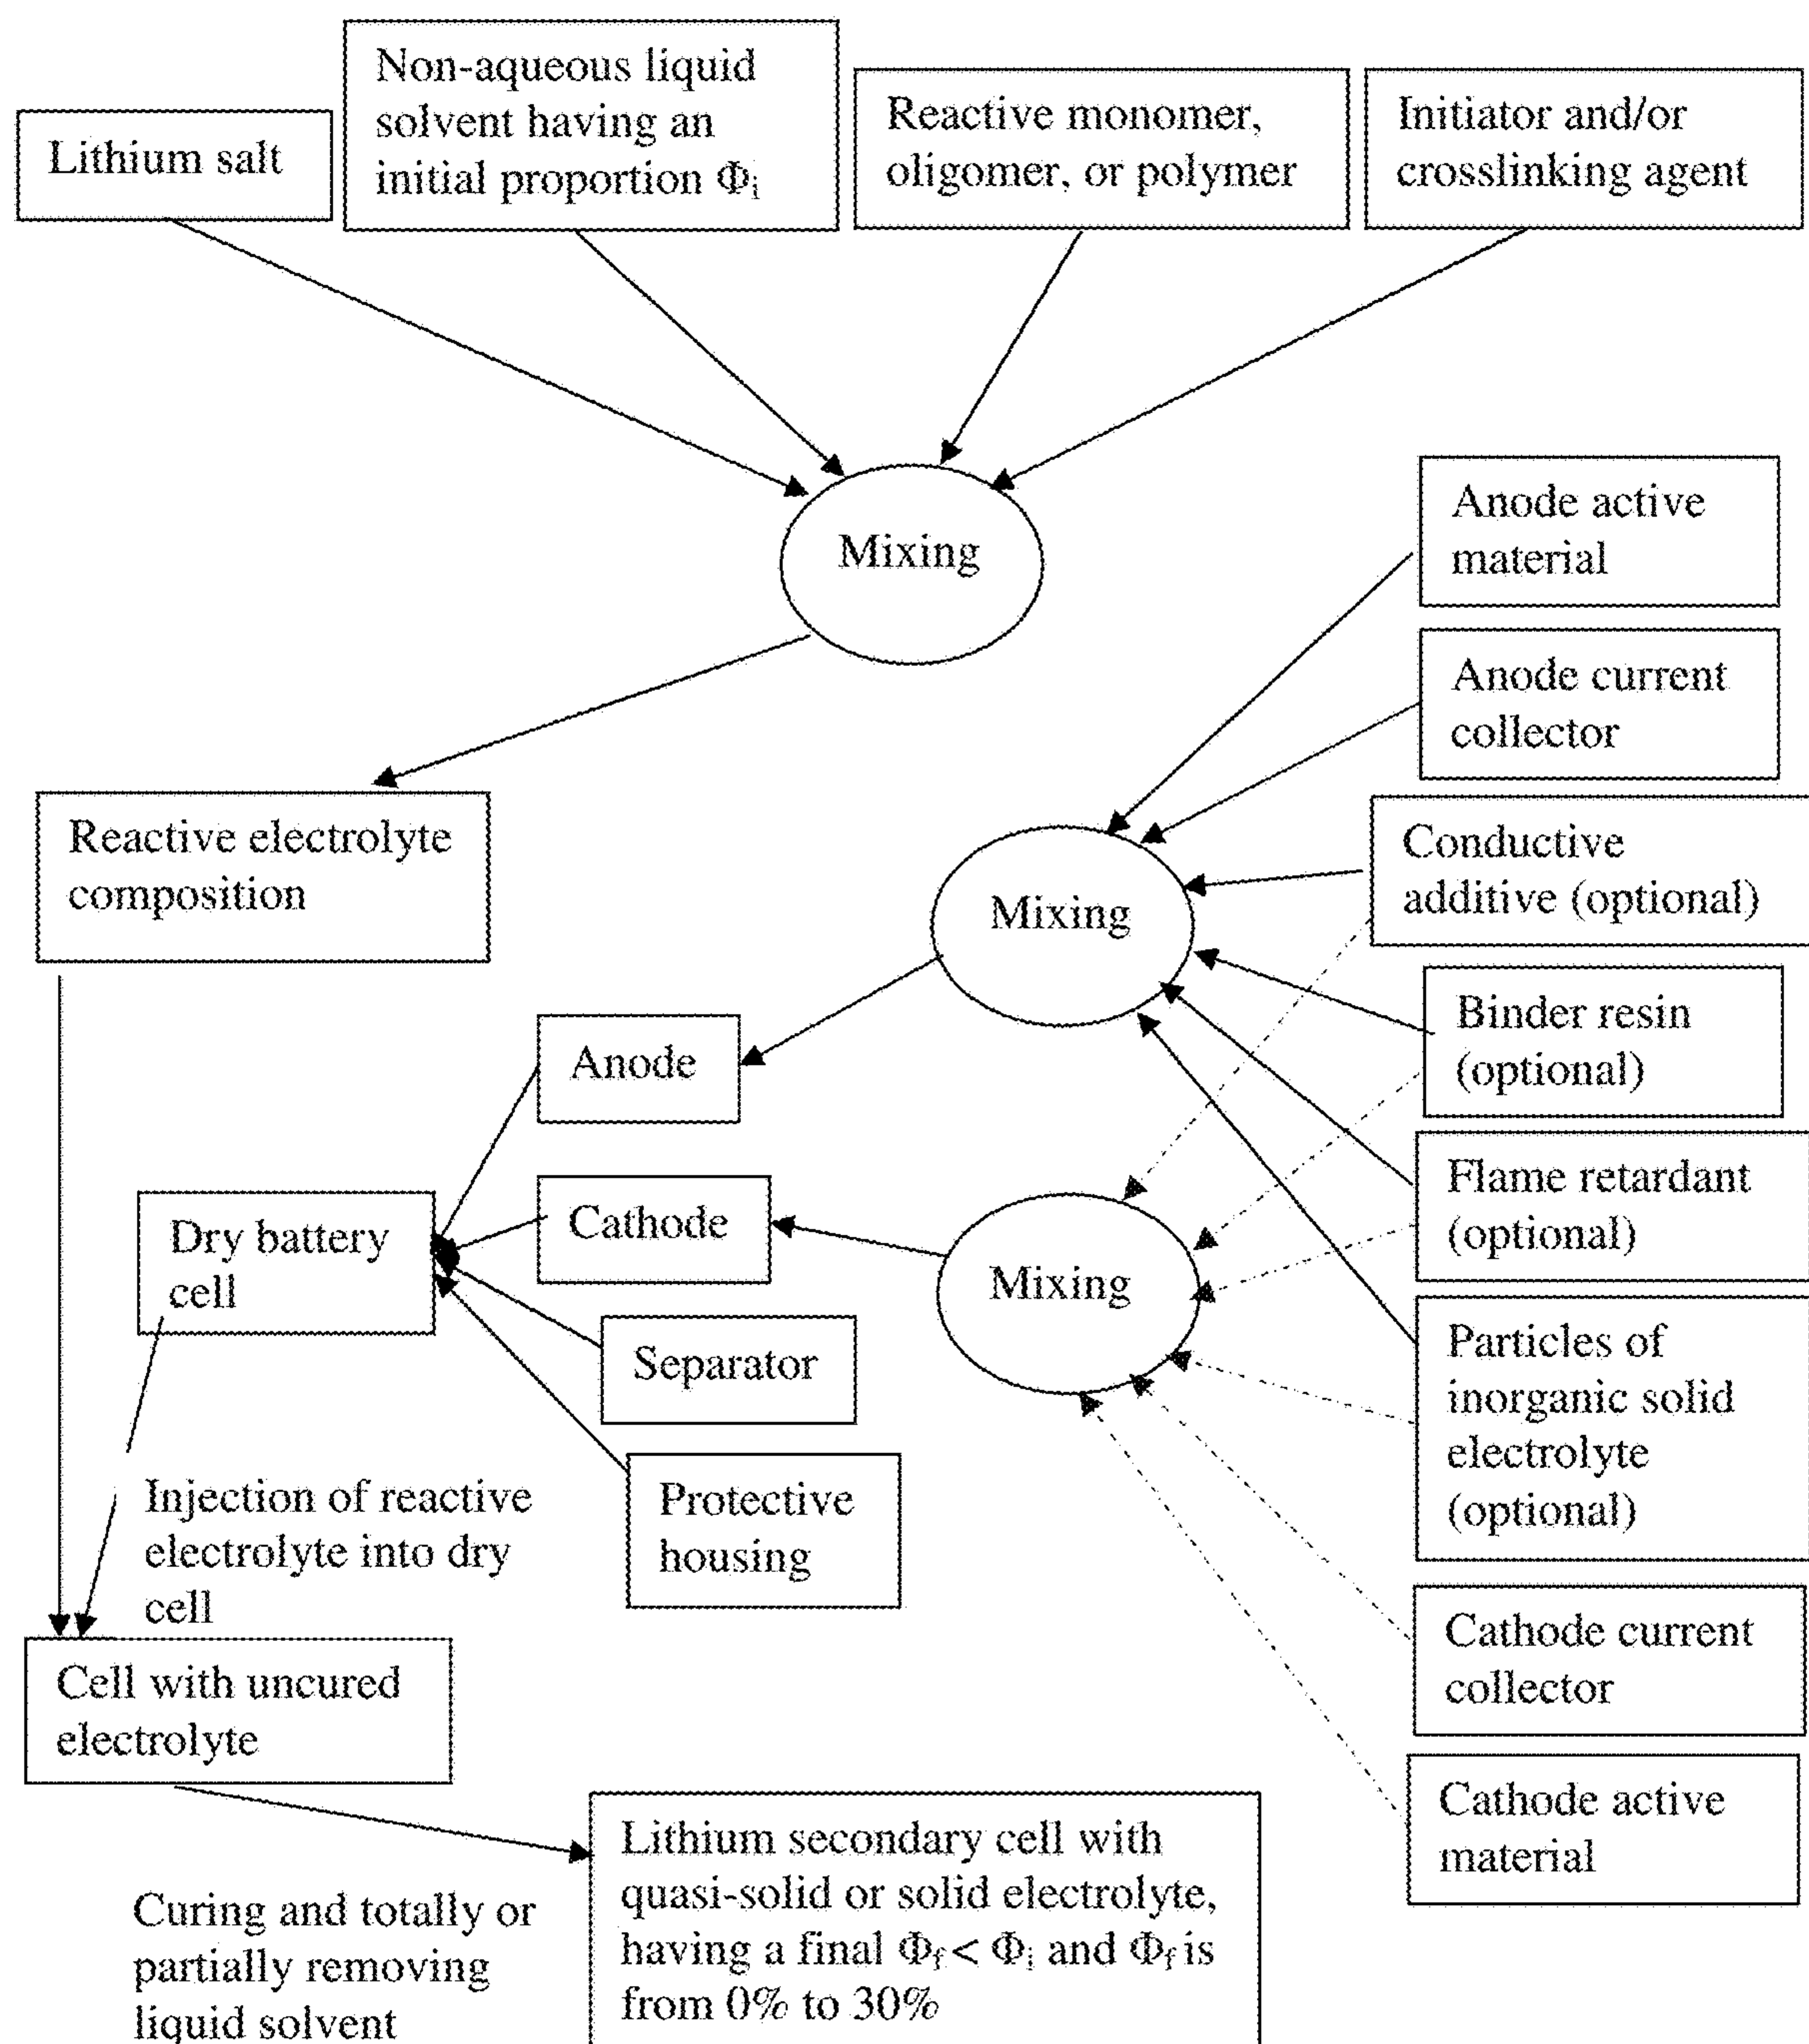 Lithium salt
Non-aqueous liquid
solvent having an
initial proportion Φi
Reactive monomer,
oligomer, or polymer
Initiator and/or
crosslinking agent
Mixing
Anode active
material
Anode current
collector
Reactive electrolyte
composition
Mixing
Conductive
additive (optional)
Binder resin
(optional)
Anode
Flame retardant
(optional)
Cathode
Dry battery
cell
Mixing
Separator
Particles of
inorganic solid
electrolyte
(optional)
Protective
housing
Injection of reactive
electrolyte into dry
cell
Cathode current
collector
Cell with uncured
electrolyte
Cathode active
material
Lithium secondary cell with
quasi-solid or solid electrolyte,
having a final Φf < Φi and Φf is
from 0% to 30%
Curing and totally or
partially removing
liquid solvent